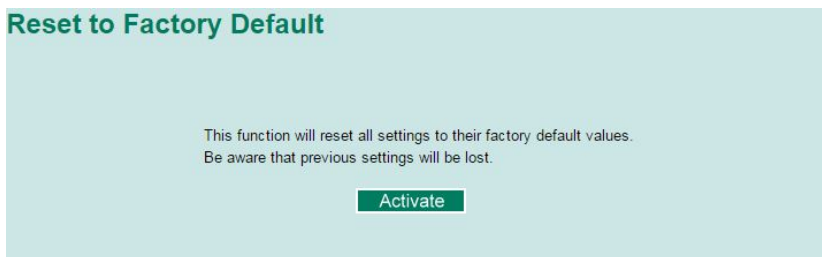 Reset to Factory Default
This function will reset all settings to their factory default values.
Be aware that previous settings will be lost.
Activate